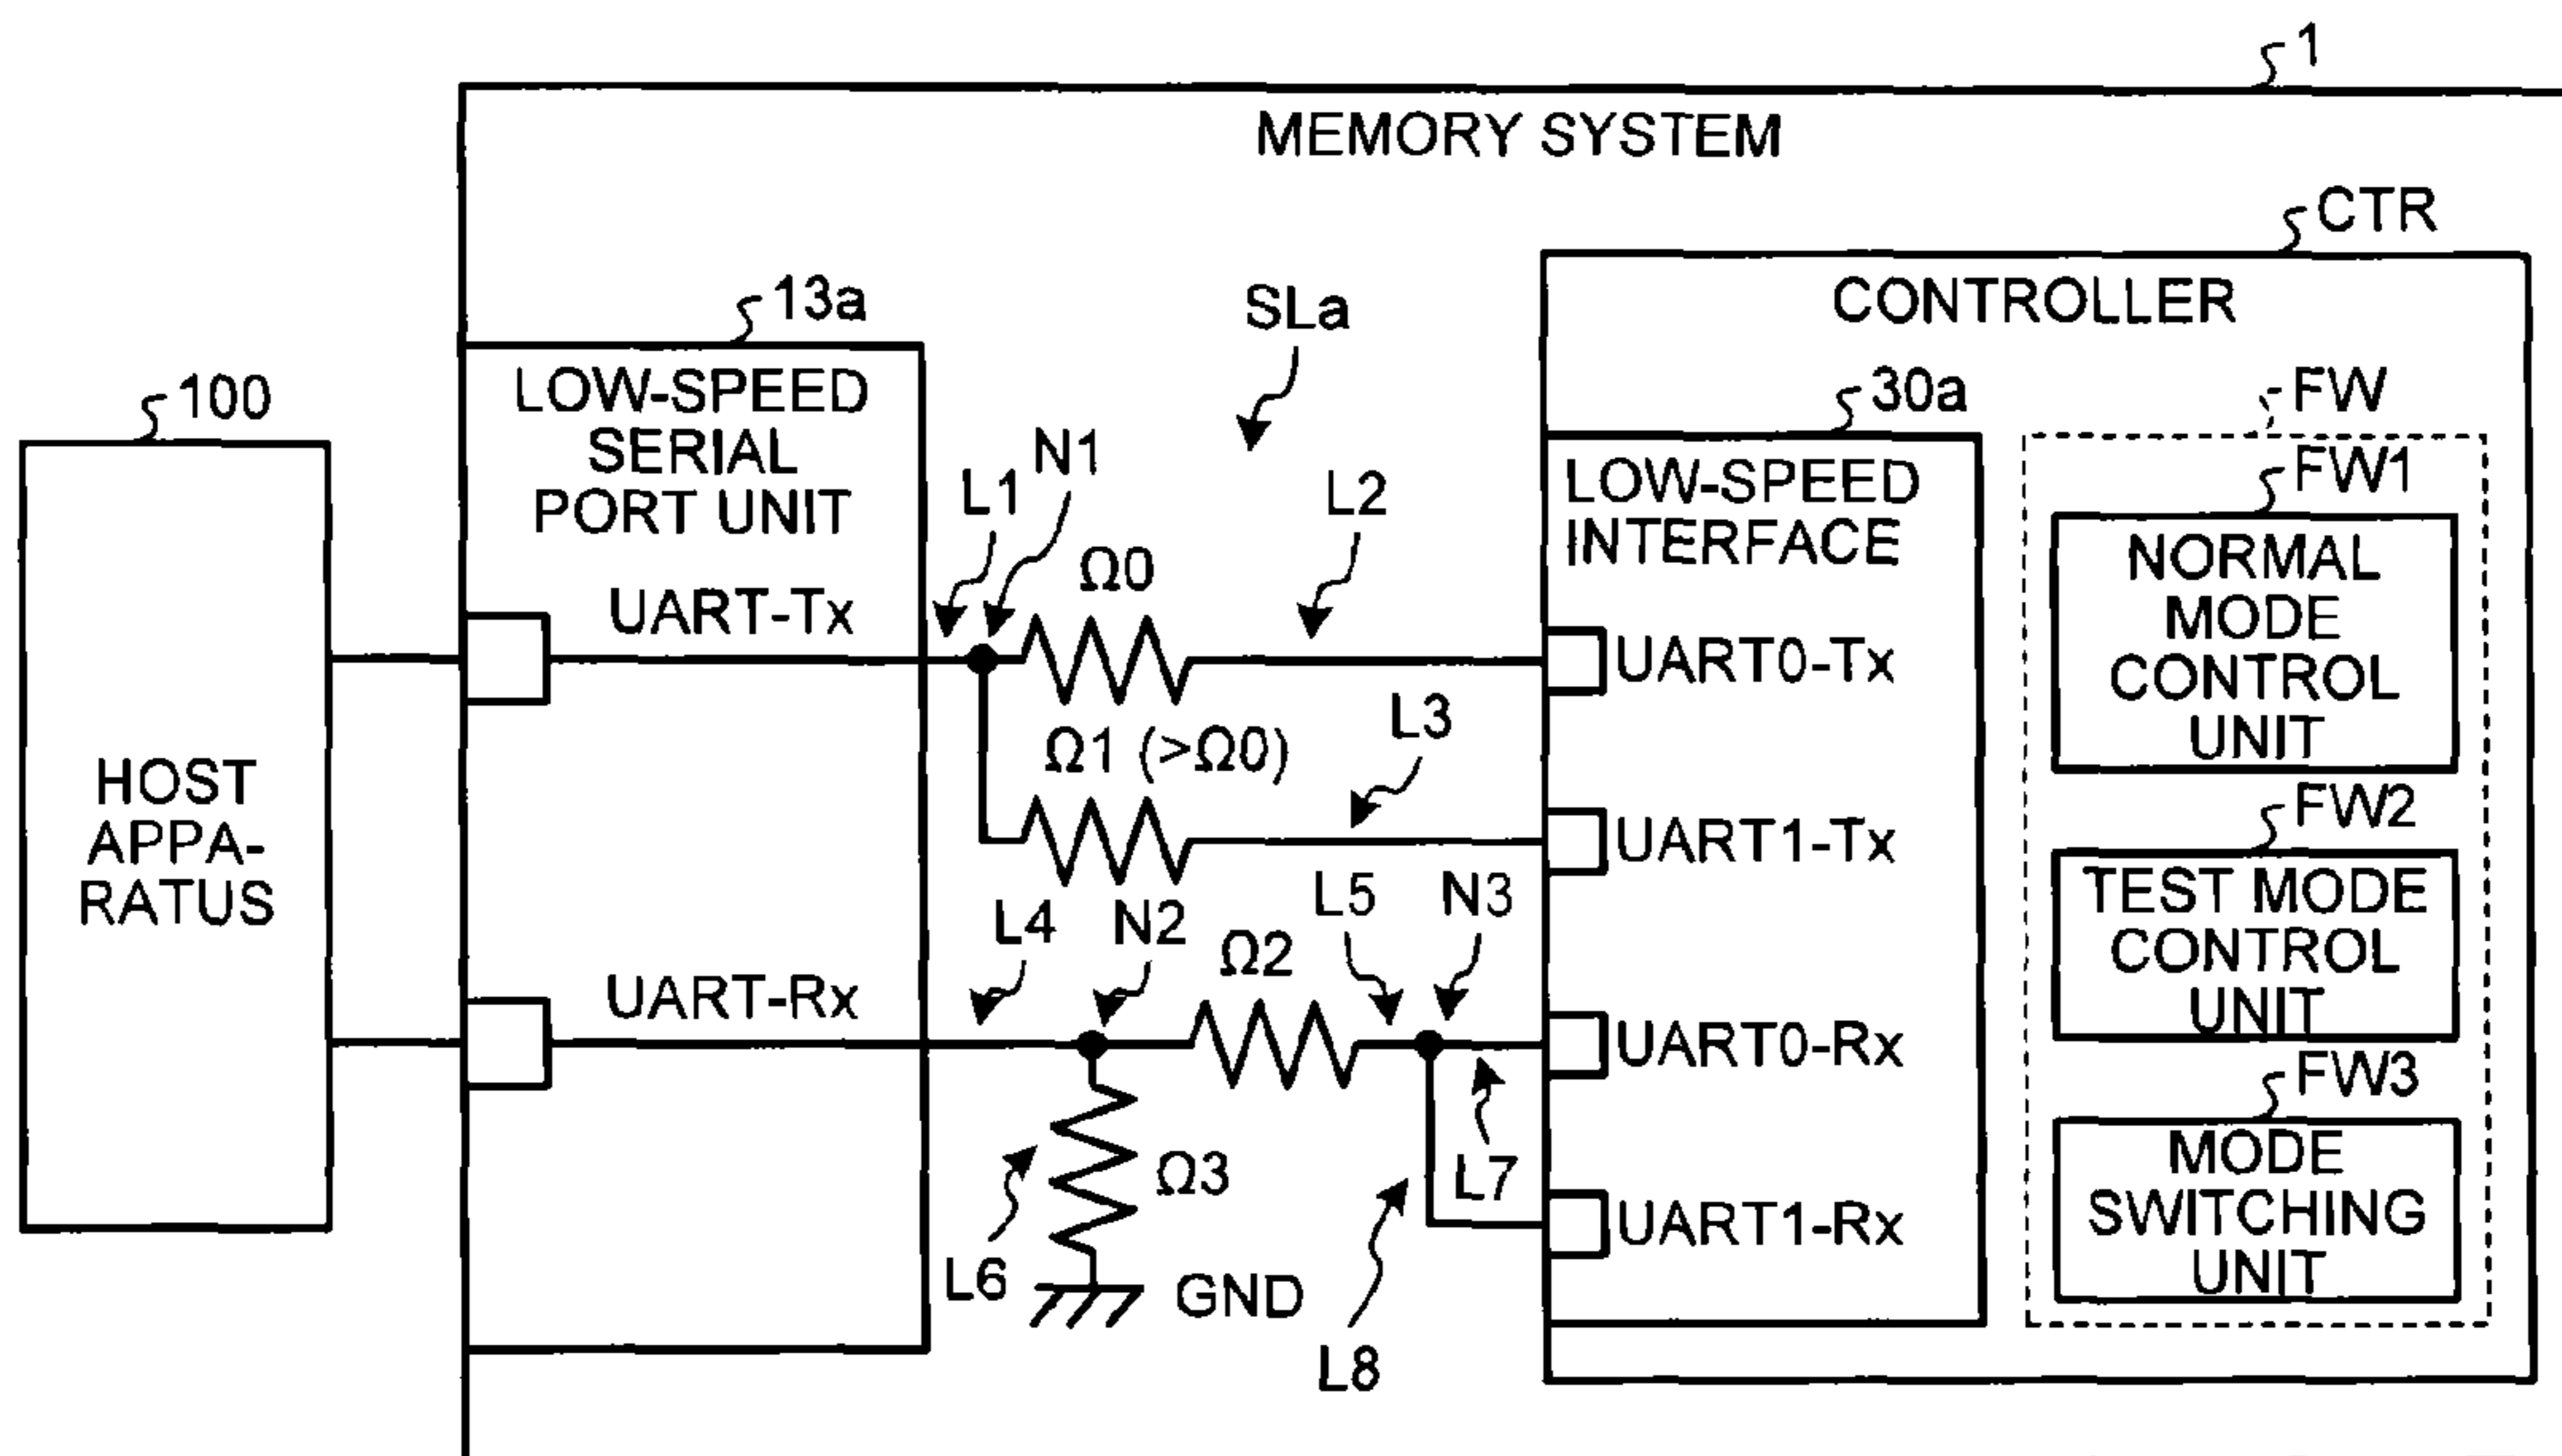 1
MEMORY SYSTEM
CTR
CONTROLLER
13a
LOW-SPEED
SERIAL
PORT UNIT
UART-Tx
UART-Rx
100
HOST
APPA-
RATUS
SLa
L1
N1
L2
Ω0
Ω1 (>Ω0)
L3
L4
N2
Ω2
L5
N3
L6
Ω3
GND
L7
L8
30a
LOW-SPEED
INTERFACE
UART0-Tx
UART1-Tx
UART0-Rx
UART1-Rx
FW
FW1
NORMAL
MODE
CONTROL
UNIT
FW2
TEST MODE
CONTROL
UNIT
FW3
MODE
SWITCHING
UNIT